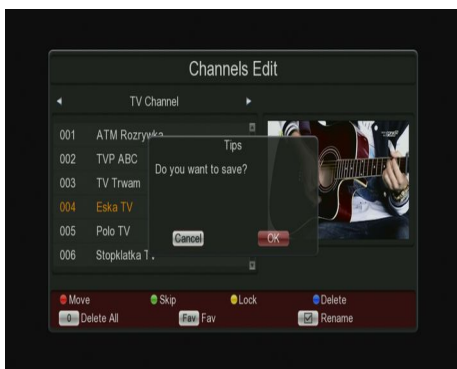 Channels Edit
TV Channel
001 ATM Rozrywka
Tips
002 TVP ABC
Do you want to save?
003 TV Trwam
004 Eska TV
005 Polo TV
Cancel OK
006 Stopklatka
Move Skip Lock Delete
0 Delete All Fav Fav Rename